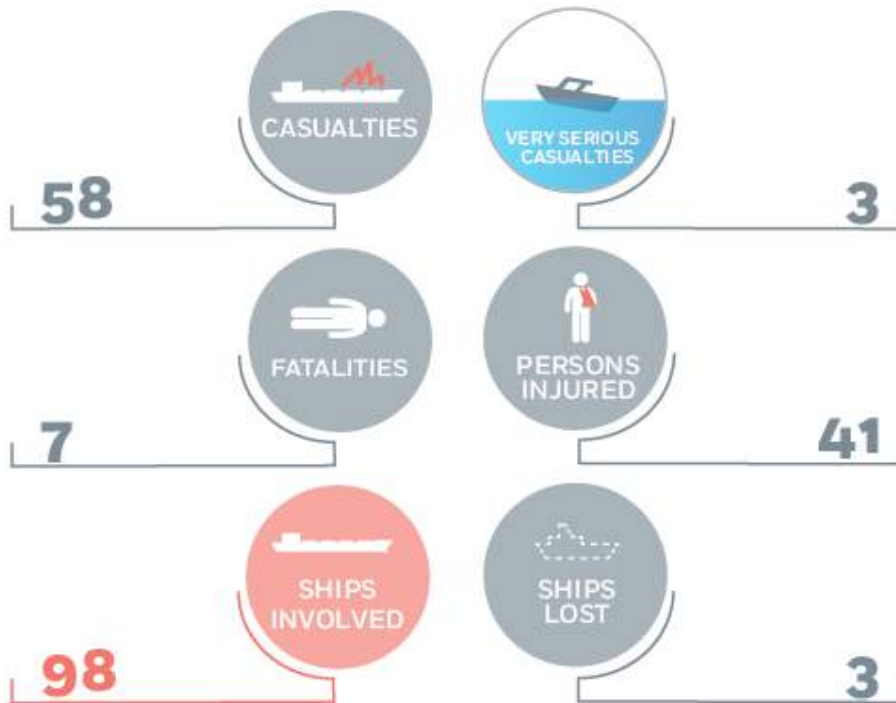 CASUALTIES
58
VERY SERIOUS
CASUALTIES
3
FATALITIES
7
PERSONS
INJURED
41
SHIPS
INVOLVED
98
SHIPS
LOST
3